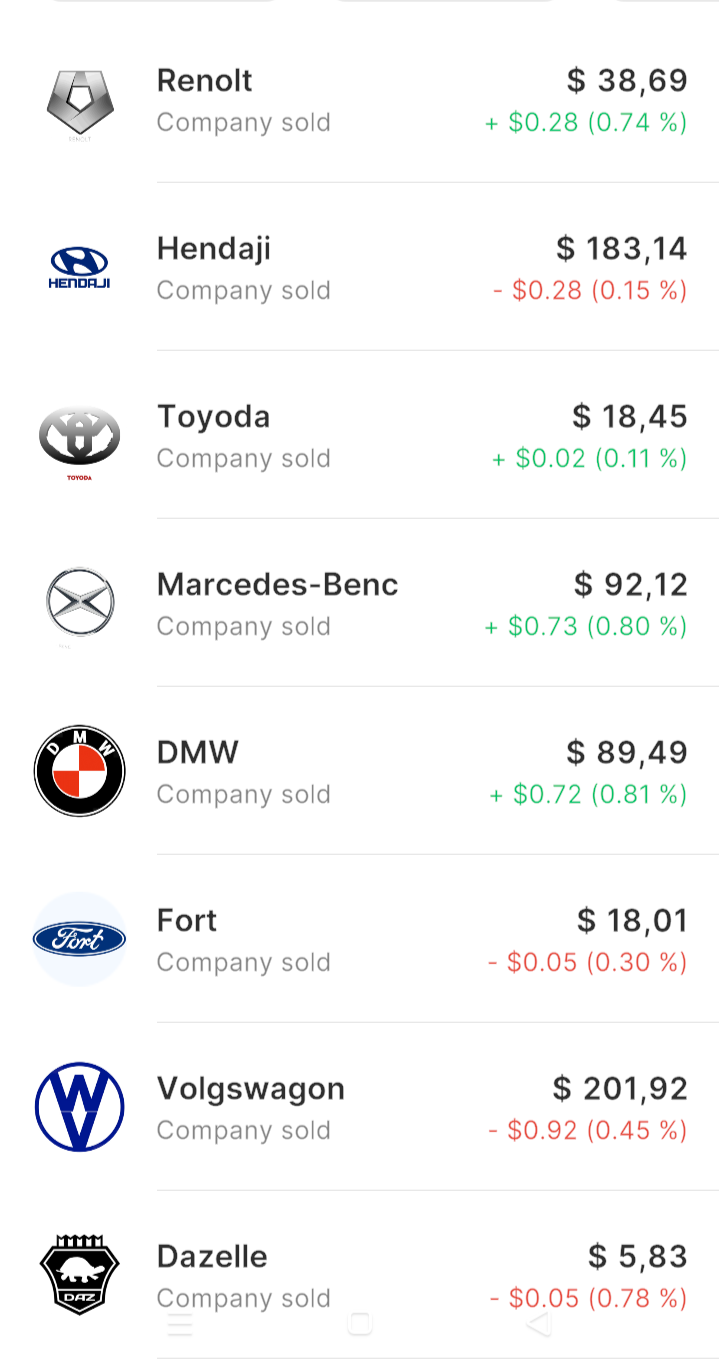 Renolt
$ 38,69
Company sold
+ $0.28 (0.74 %)
RENOLT
Hendaji
$ 183,14
HENDAJI
Company sold
- $0.28 (0.15 %)
Toyoda
$ 18,45
Company sold
+ $0.02 (0.11 %)
TOYODA
Marcedes-Benc
$ 92,12
Company sold
+ $0.73 (0.80 %)
DMW
DMW
$ 89,49
Company sold
+ $0.72 (0.81 %)
Fort
$ 18,01
Fort
Company sold
- $0.05 (0.30 %)
Volgswagon
$ 201,92
WV
Company sold
- $0.92 (0.45 %)
Dazelle
$ 5,83
DAZ
Company sold
- $0.05 (0.78 %)